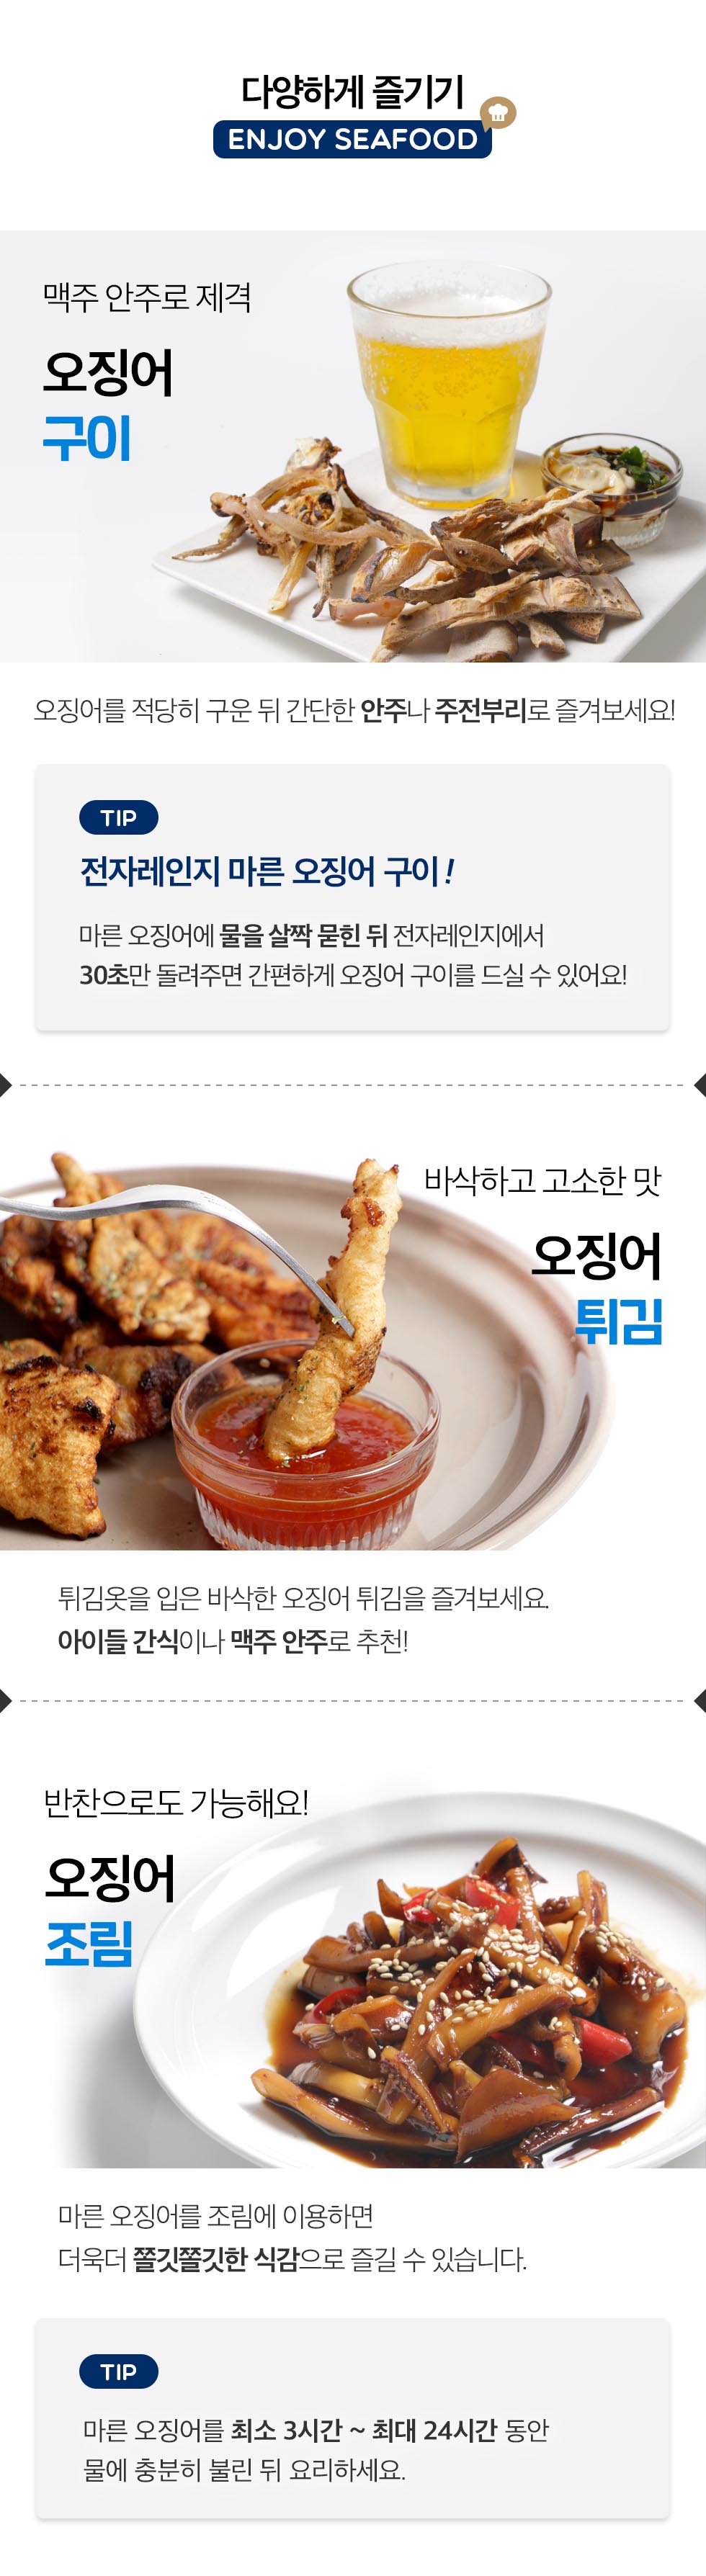 다양하게 즐기기
ENJOY SEAFOOD
맥주 안주로 제격
오징어
구이
오징어를 적당히 구운 뒤 간단한 안주나 주전부리로 즐겨보세요!
TIP
전자레인지 마른 오징어 구이!
마른 오징어에 물을 살짝 묻힌 뒤 전자레인지에서
30초만 돌려주면 간편하게 오징어 구이를 드실 수 있어요!
바삭하고 고소한 맛
오징어
튀김
튀김옷을 입은 바삭한 오징어 튀김을 즐겨보세요.
아이들 간식이나 맥주 안주로 추천!
반찬으로도 가능해요!
오징어
조림
마른 오징어를 조림에 이용하면
더욱더 쫄깃쫄깃한 식감으로 즐길 수 있습니다.
TIP
마른 오징어를 최소 3시간 ~ 최대 24시간 동안
물에 충분히 불린 뒤 요리하세요.